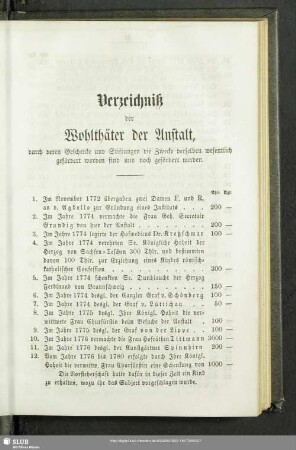 Verzeichniß
der
Wohlthäter der Anstalt,
durch deren Geschenke und Stiftungen die Zwecke derselben wesentlich
gefördert worden sind und noch gefördert werden.
Thlr. Ngr.
1. Im November 1772 übergaben zwei Damen F. und K.
an v. Agdollo zur Gründung eines Instituts . . 200 —
2. Im Jahre 1774 vermachte die Frau Geh. Secretair
Grundig von hier der Anstalt . . . 200 —
3. Im Jahre 1774 legirte der Hofmedicus Dr. Kretzschmar 100 —
4. Im Jahre 1774 verehrten Se. Königliche Hoheit der
Herzog von Sachsen-Teschen 300 Thlr. und bestimmten
davon 100 Thlr. zur Erziehung eines Kindes römisch-
katholischer Confession . . . 300 —
5. Im Jahre 1774 schenkten Se. Durchlaucht der Herzog
Ferdinand von Braunschweig . . . 150 —
6. Im Jahre 1774 desgl. der Canzler Graf v. Schönberg 100 —
7. Im Jahre 1774 desgl. der Graf v. Lüttichau . . 50 —
8. Im Jahre 1775 desgl. Ihre Königl. Hoheit die ver-
wittwete Frau Churfürstin beim Besuche der Anstalt . 100 —
9. Im Jahre 1775 desgl. der Graf von der Lippe . . 100 —
10. Im Jahre 1776 vermachte die Frau Hofräthin Tittmann 3000 —
11. Im Jahre 1776 desgl. der Kunstgärtner Spinnhirn 200 —
12. Vom Jahre 1776 bis 1780 erfolgte durch Ihre Königl.
Hoheit die verwittw. Frau Churfürstin eine Schenkung von 1000 —
Die Vorsteherschaft hatte dafür in dieser Zeit ein Kind
zu erhalten, wozu ihr das Subject vorgeschlagen wurde.
SLUB